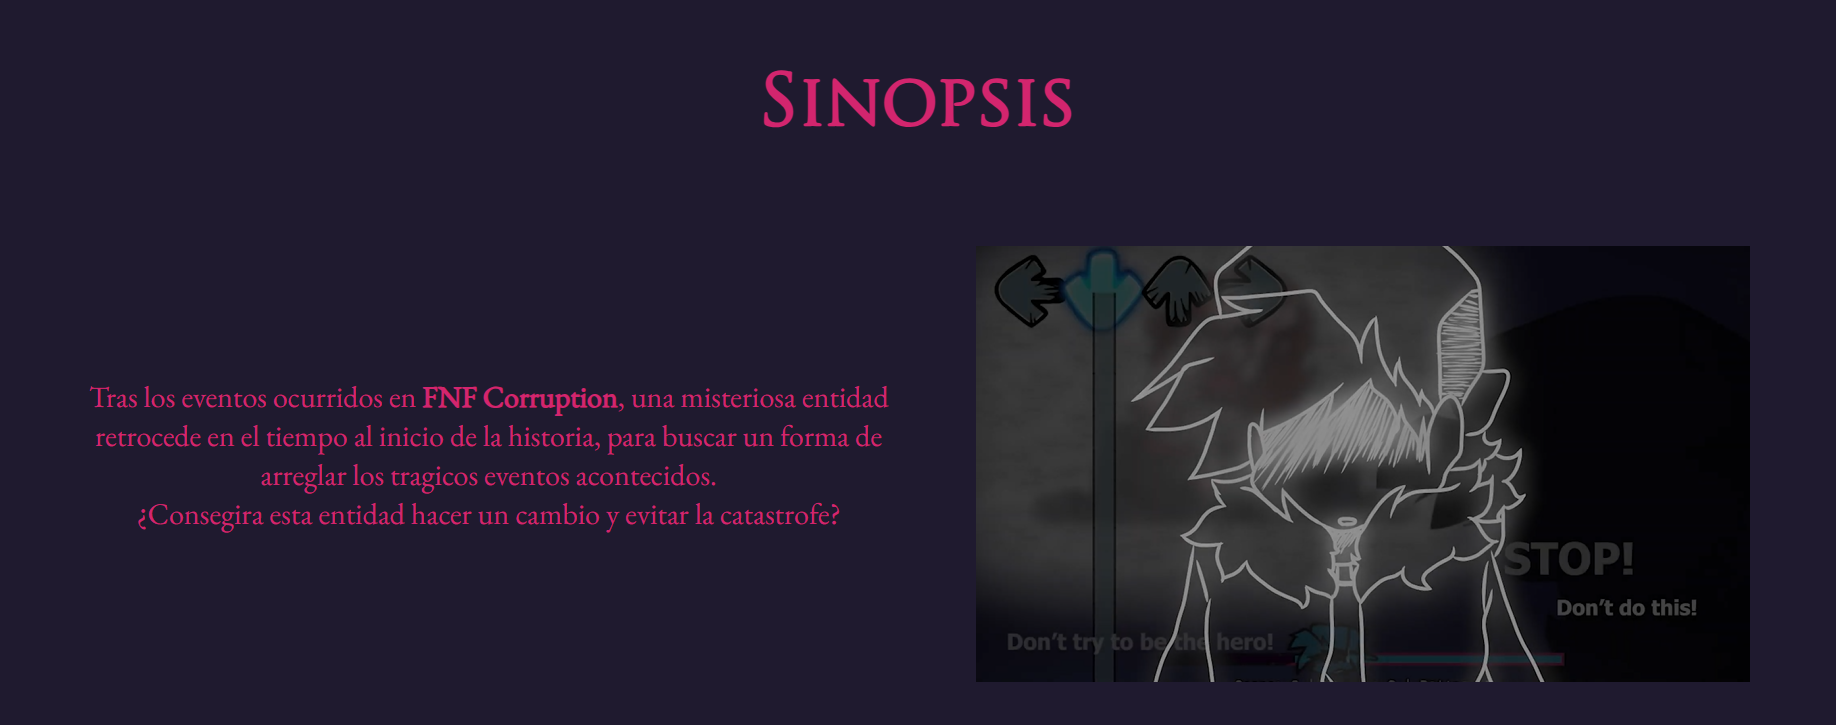 SINOPSIS
Tras los eventos ocurridos en FNF Corruption, una misteriosa entidad
retrocede en el tiempo al inicio de la historia, para buscar un forma de
arreglar los tragicos eventos acontecidos.
¿Consegira esta entidad hacer un cambio y evitar la catastrofe?
STOP!
Don't do this!
Don't try to be the hero!